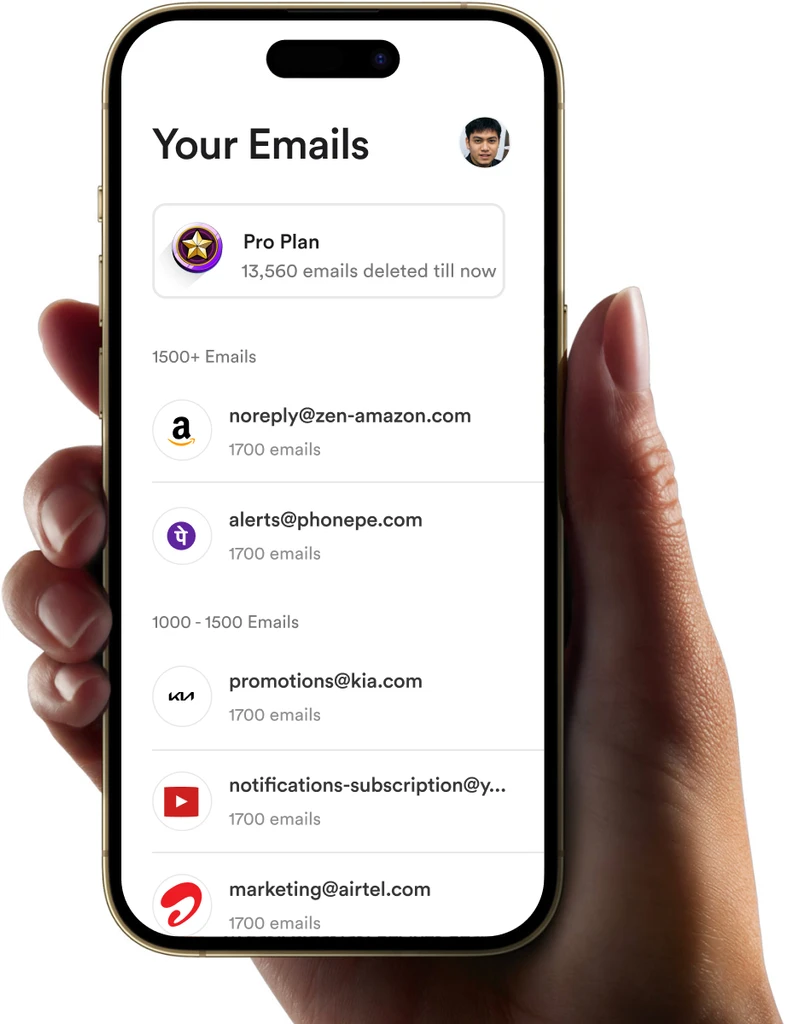 Your Emails
Pro Plan
13,560 emails deleted till now
1500+ Emails
a
noreply@zen-amazon.com
1700 emails
पे
alerts@phonepe.com
1700 emails
1000 - 1500 Emails
KIA
promotions@kia.com
1700 emails
notifications-subscription@y...
1700 emails
marketing@airtel.com
1700 emails